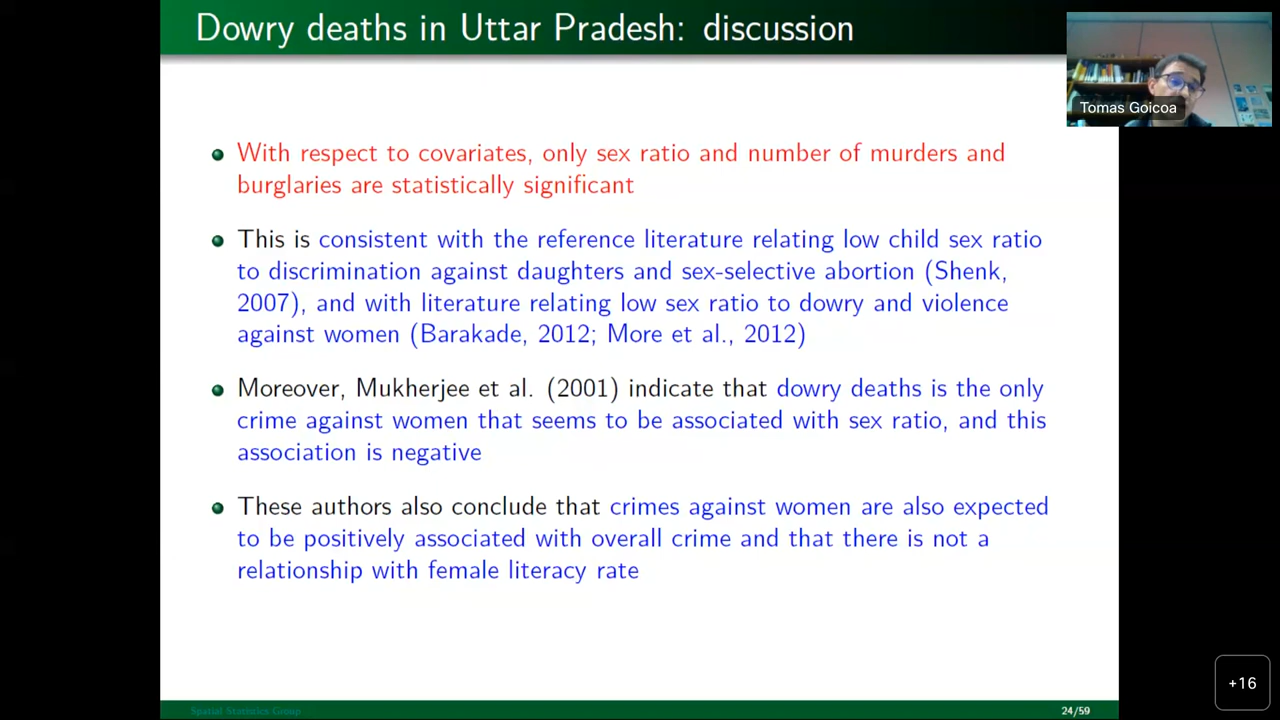 Dowry deaths in Uttar Pradesh: discussion
Tomas Goicoa
With respect to covariates, only sex ratio and number of murders and
burglaries are statistically significant
This is consistent with the reference literature relating low child sex ratio
to discrimination against daughters and sex-selective abortion (Shenk,
2007), and with literature relating low sex ratio to dowry and violence
against women (Barakade, 2012; More et al., 2012)
Moreover, Mukherjee et al. (2001) indicate that dowry deaths is the only
crime against women that seems to be associated with sex ratio, and this
association is negative
These authors also conclude that crimes against women are also expected
to be positively associated with overall crime and that there is not a
relationship with female literacy rate
+16
Spatial Statistics Group
24/59